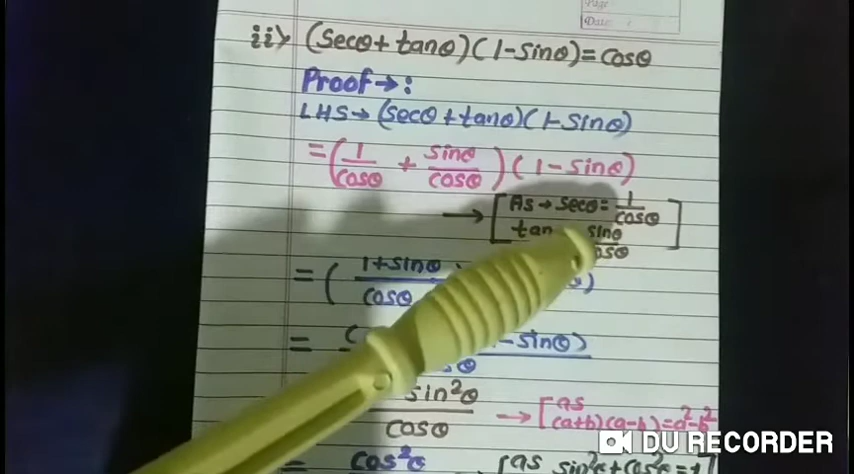 Page
Date
ii> (secθ + tanθ)(1-sinθ)=cosθ
Proof→:
LHS→(secθ+tanθ)(1-sinθ)
=(1/cosθ + sinθ/cosθ)(1-sinθ)
→[As→secθ=1/cosθ
tan sinθ/cosθ]
=(1+sinθ/cosθ
= ( -sinθ)/θ
sin²θ/cosθ →[as (a+b)(a-b)=a²-b²
= cos²θ [as sin²θ+cos²θ=1]
DU RECORDER